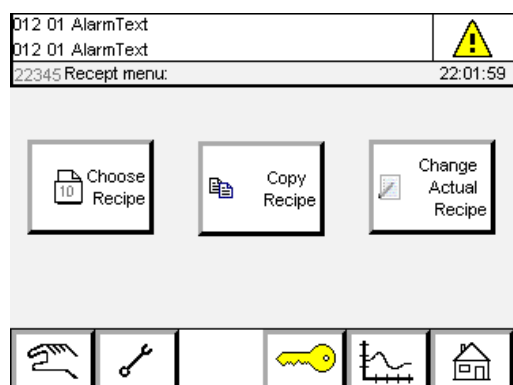 012 01 AlarmText
012 01 AlarmText
22345 Recept menu: 22:01:59
Choose
10
Recipe
Copy
Recipe
Change
Actual
Recipe